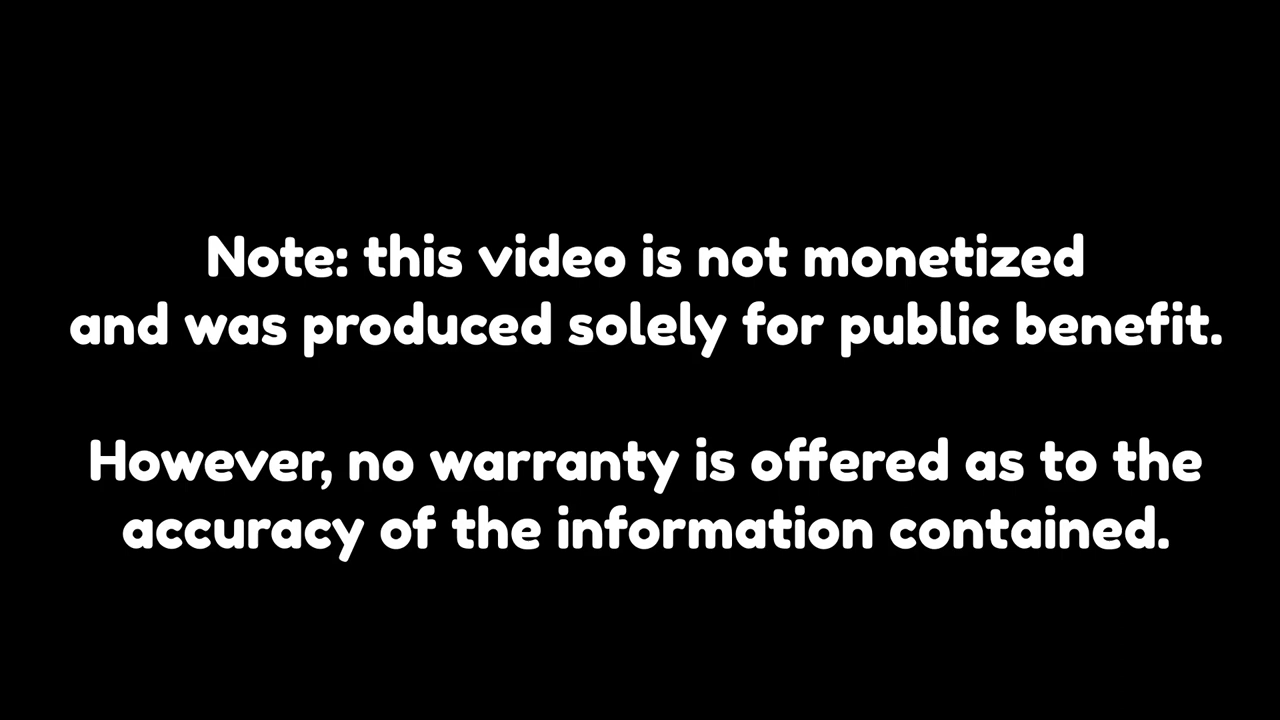 Note: this video is not monetized
and was produced solely for public benefit.
However, no warranty is offered as to the
accuracy of the information contained.